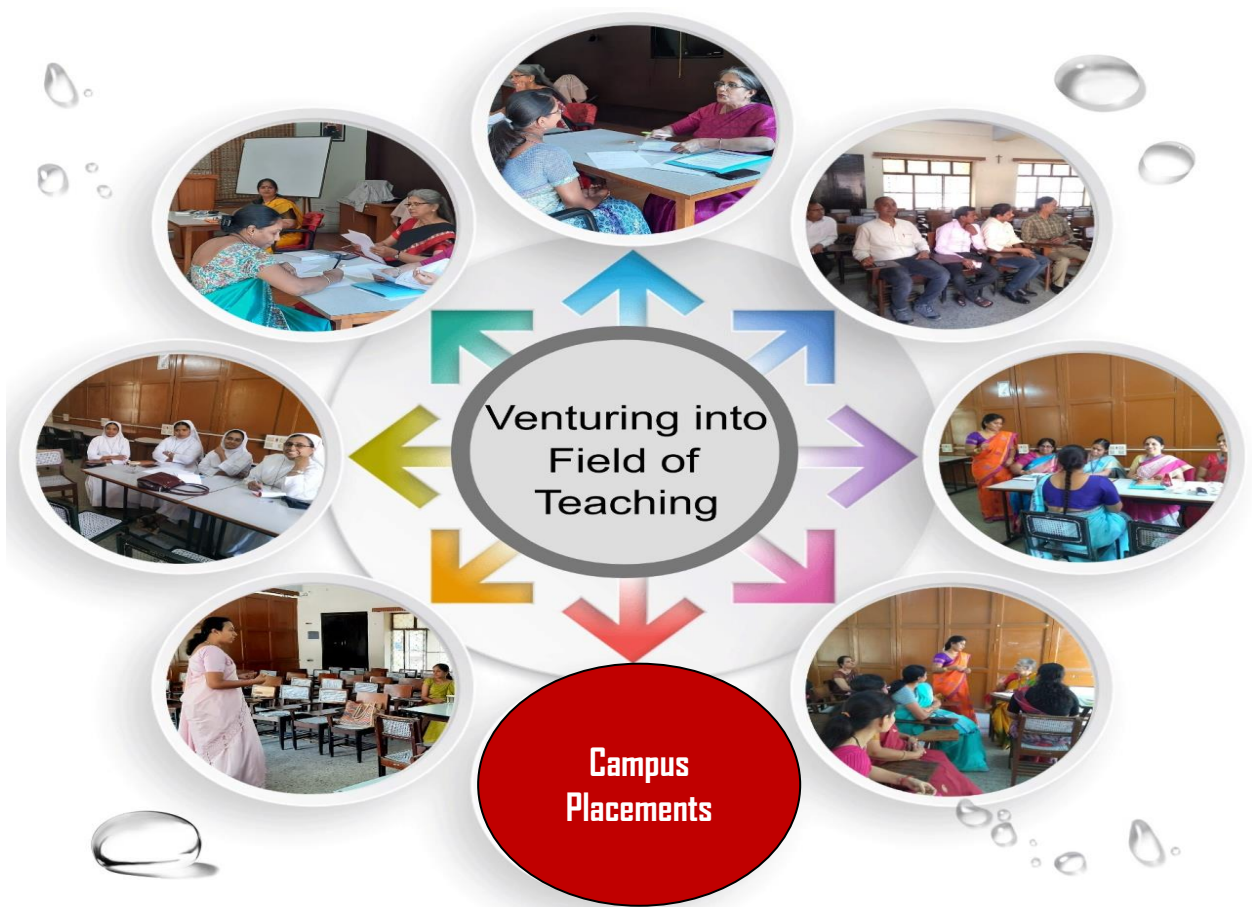 Venturing into
Field of
Teaching
Campus
Placements